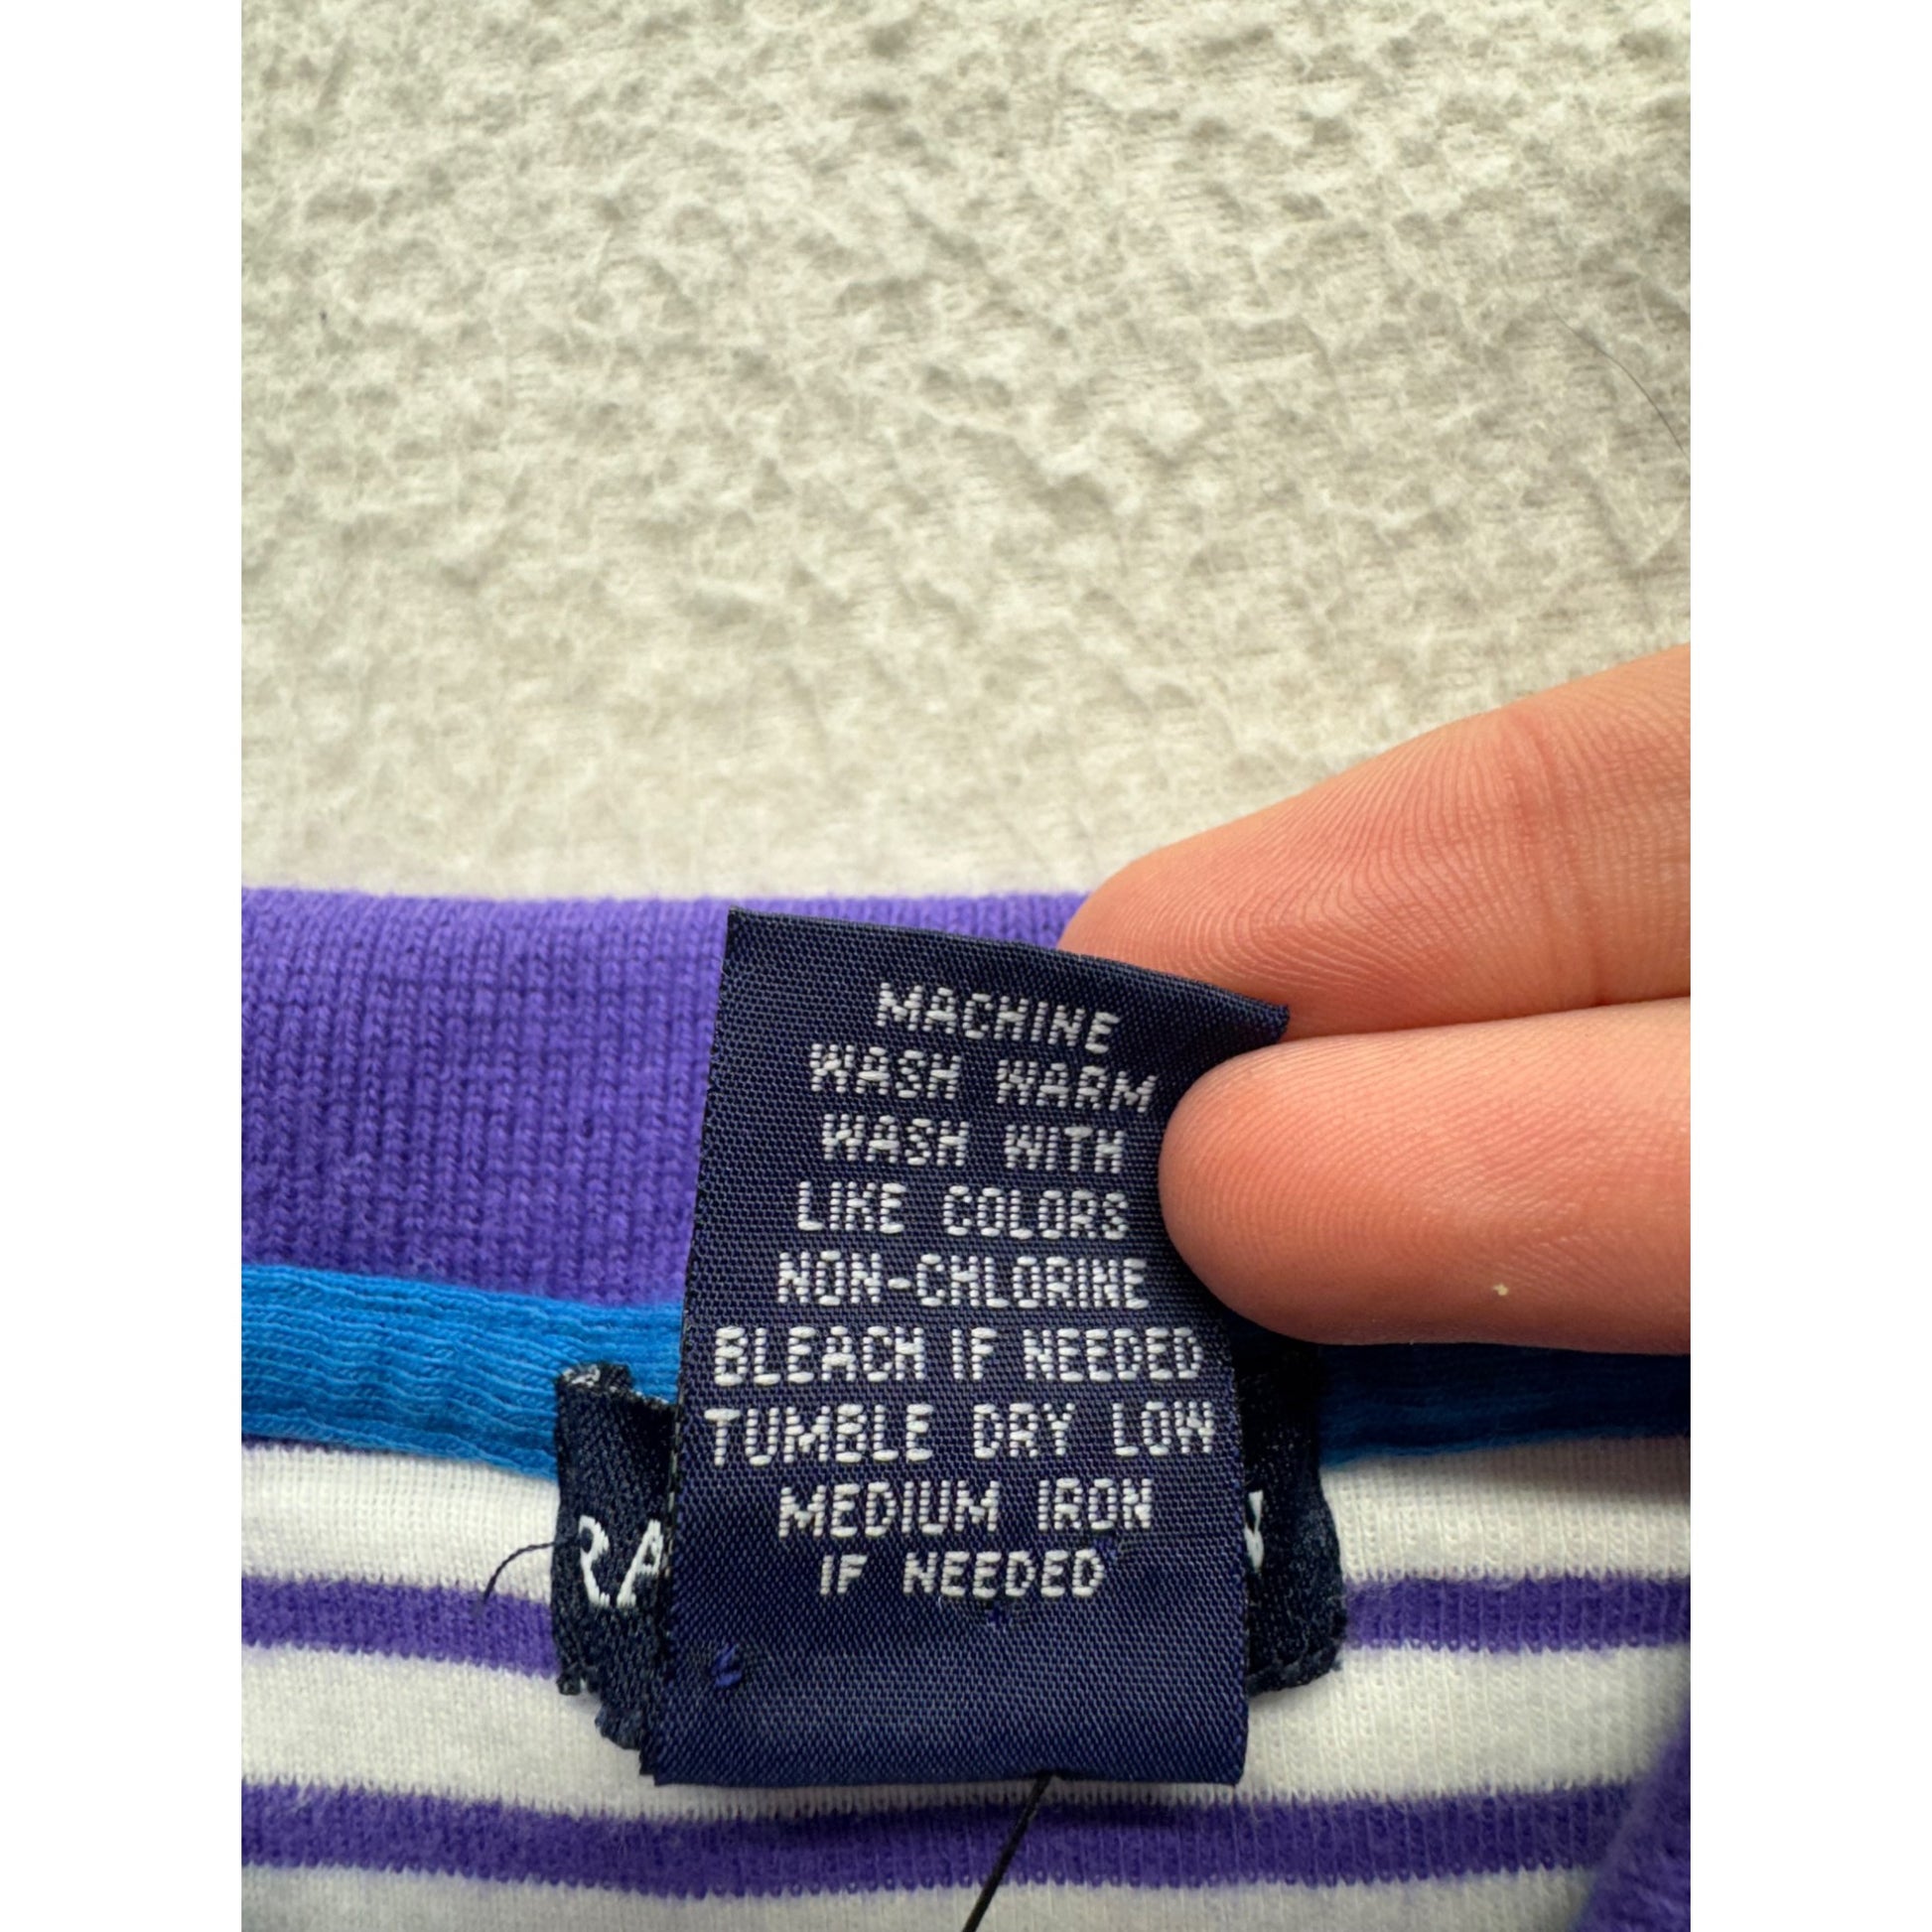 MACHINE
WASH WARM
WASH WITH
LIKE COLORS
NON-CHLORINE
BLEACH IF NEEDED
TUMBLE DRY LOW
MEDIUM IRON
IF NEEDED
RA